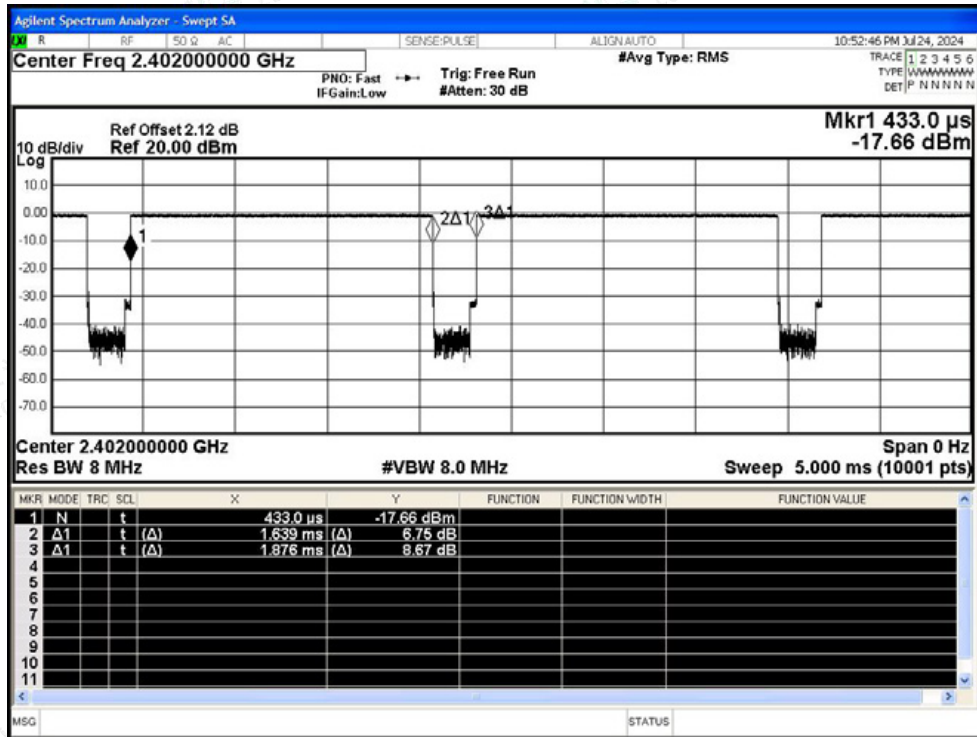 Agilent Spectrum Analyzer - Swept SA
R RF 50 Ω AC SENSE:PULSE ALIGN AUTO 10:52:46 PM Jul 24, 2024
Center Freq 2.402000000 GHz #Avg Type: RMS TRACE 1 2 3 4 5 6
PNO: Fast Trig: Free Run TYPE WWWWWW
IFGain:Low #Atten: 30 dB DET P N N N N N
Mkr1 433.0 µs
Ref Offset 2.12 dB
10 dB/div Ref 20.00 dBm -17.66 dBm
Log
10.0
0.00
-10.0
-20.0
-30.0
-40.0
-50.0
-60.0
-70.0
1 2Δ1 3Δ1
Center 2.402000000 GHz Span 0 Hz
Res BW 8 MHz #VBW 8.0 MHz Sweep 5.000 ms (10001 pts)
MKR MODE TRC SCL X Y FUNCTION FUNCTION WIDTH FUNCTION VALUE
1 N t 433.0 µs -17.66 dBm
2 Δ1 t (Δ) 1.639 ms (Δ) 6.75 dB
3 Δ1 t (Δ) 1.876 ms (Δ) 8.67 dB
4
5
6
7
8
9
10
11
MSG STATUS